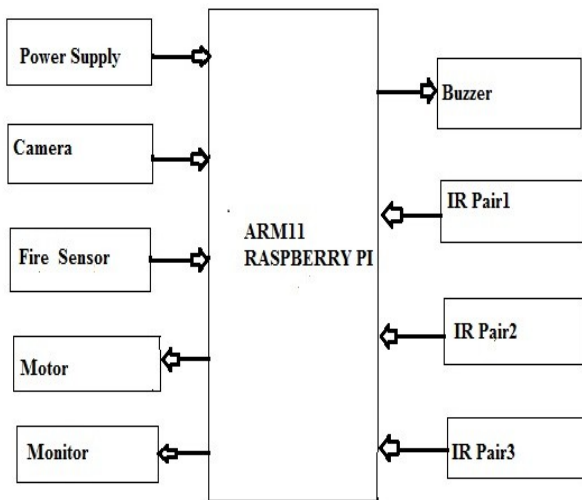 Power Supply
Camera
Fire Sensor
Motor
Monitor
ARM11
RASPBERRY PI
Buzzer
IR Pair1
IR Pair2
IR Pair3